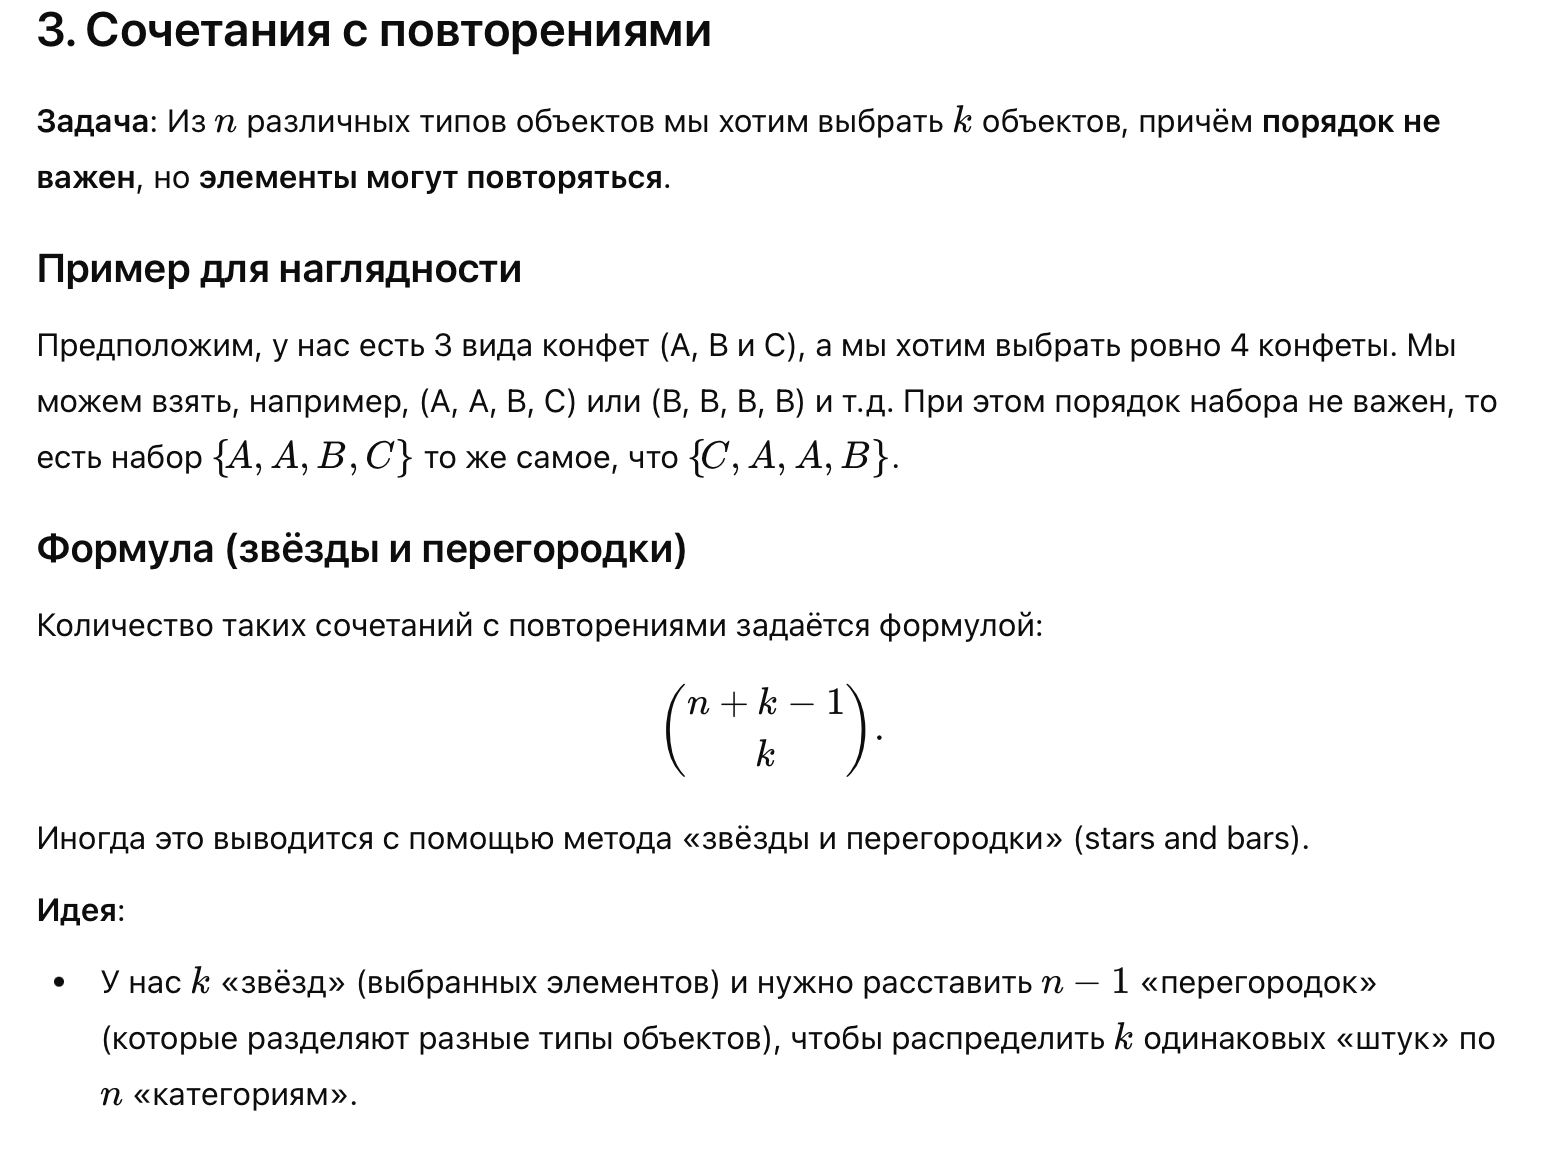 3. Сочетания с повторениями
Задача: Из n различных типов объектов мы хотим выбрать k объектов, причём порядок не
важен, но элементы могут повторяться.
Пример для наглядности
Предположим, у нас есть 3 вида конфет (A, B и C), а мы хотим выбрать ровно 4 конфеты. Мы
можем взять, например, (A, A, B, C) или (B, B, B, B) и т.д. При этом порядок набора не важен, то
есть набор {A, A, B, C} то же самое, что {C, A, A, B}.
Формула (звёзды и перегородки)
Количество таких сочетаний с повторениями задаётся формулой:
(n + k − 1
k).
Иногда это выводится с помощью метода «звёзды и перегородки» (stars and bars).
Идея:
• У нас k «звёзд» (выбранных элементов) и нужно расставить n − 1 «перегородок»
(которые разделяют разные типы объектов), чтобы распределить k одинаковых «штук» по
n «категориям».